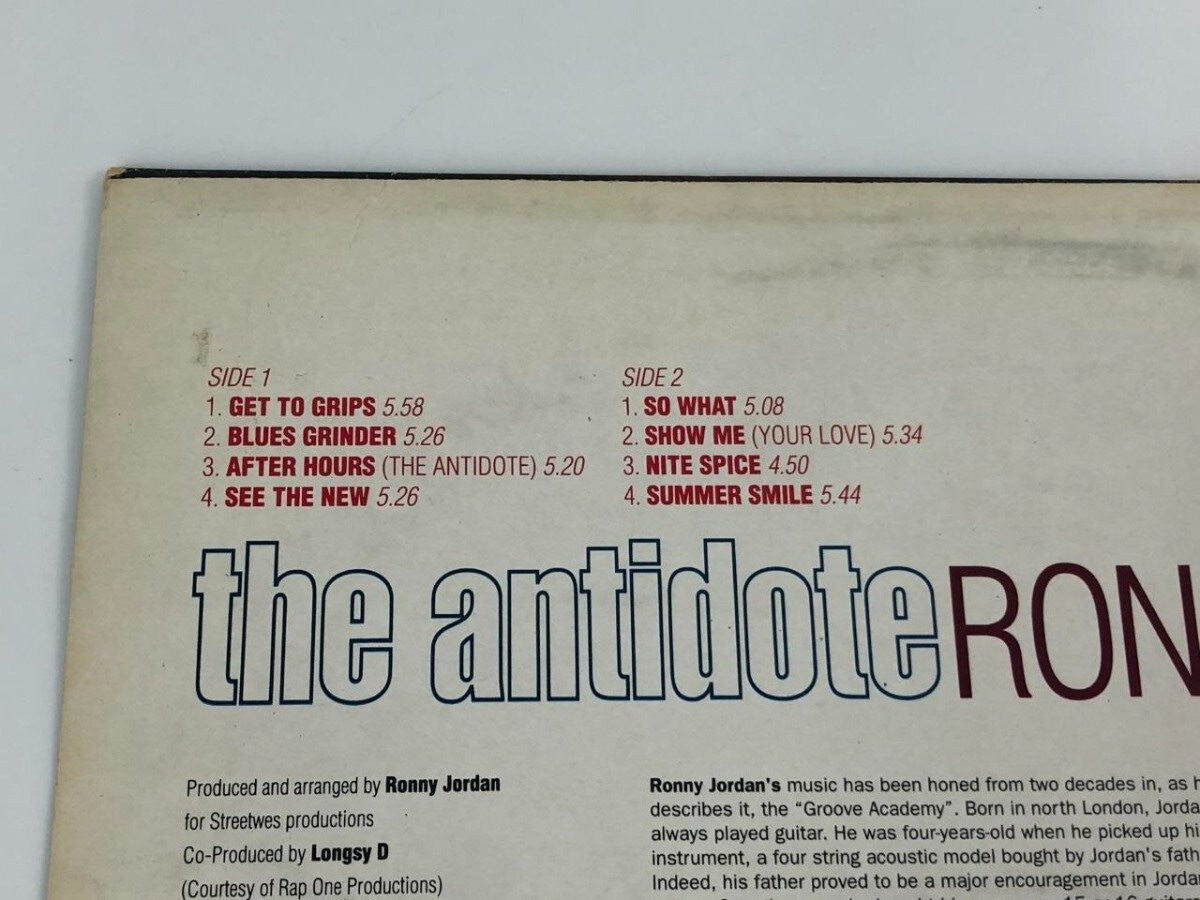 SIDE 1
1. GET TO GRIPS 5.58
2. BLUES GRINDER 5.26
3. AFTER HOURS (THE ANTIDOTE) 5.20
4. SEE THE NEW 5.26
SIDE 2
1. SO WHAT 5.08
2. SHOW ME (YOUR LOVE) 5.34
3. NITE SPICE 4.50
4. SUMMER SMILE 5.44
the antidote RON
Produced and arranged by Ronny Jordan
for Streetwes productions
Co-Produced by Longsy D
(Courtesy of Rap One Productions)
Ronny Jordan's music has been honed from two decades in, as h
describes it, the "Groove Academy". Born in north London, Jorda
always played guitar. He was four-years-old when he picked up hi
instrument, a four string acoustic model bought by Jordan's fath
Indeed, his father proved to be a major encouragement in Jorda